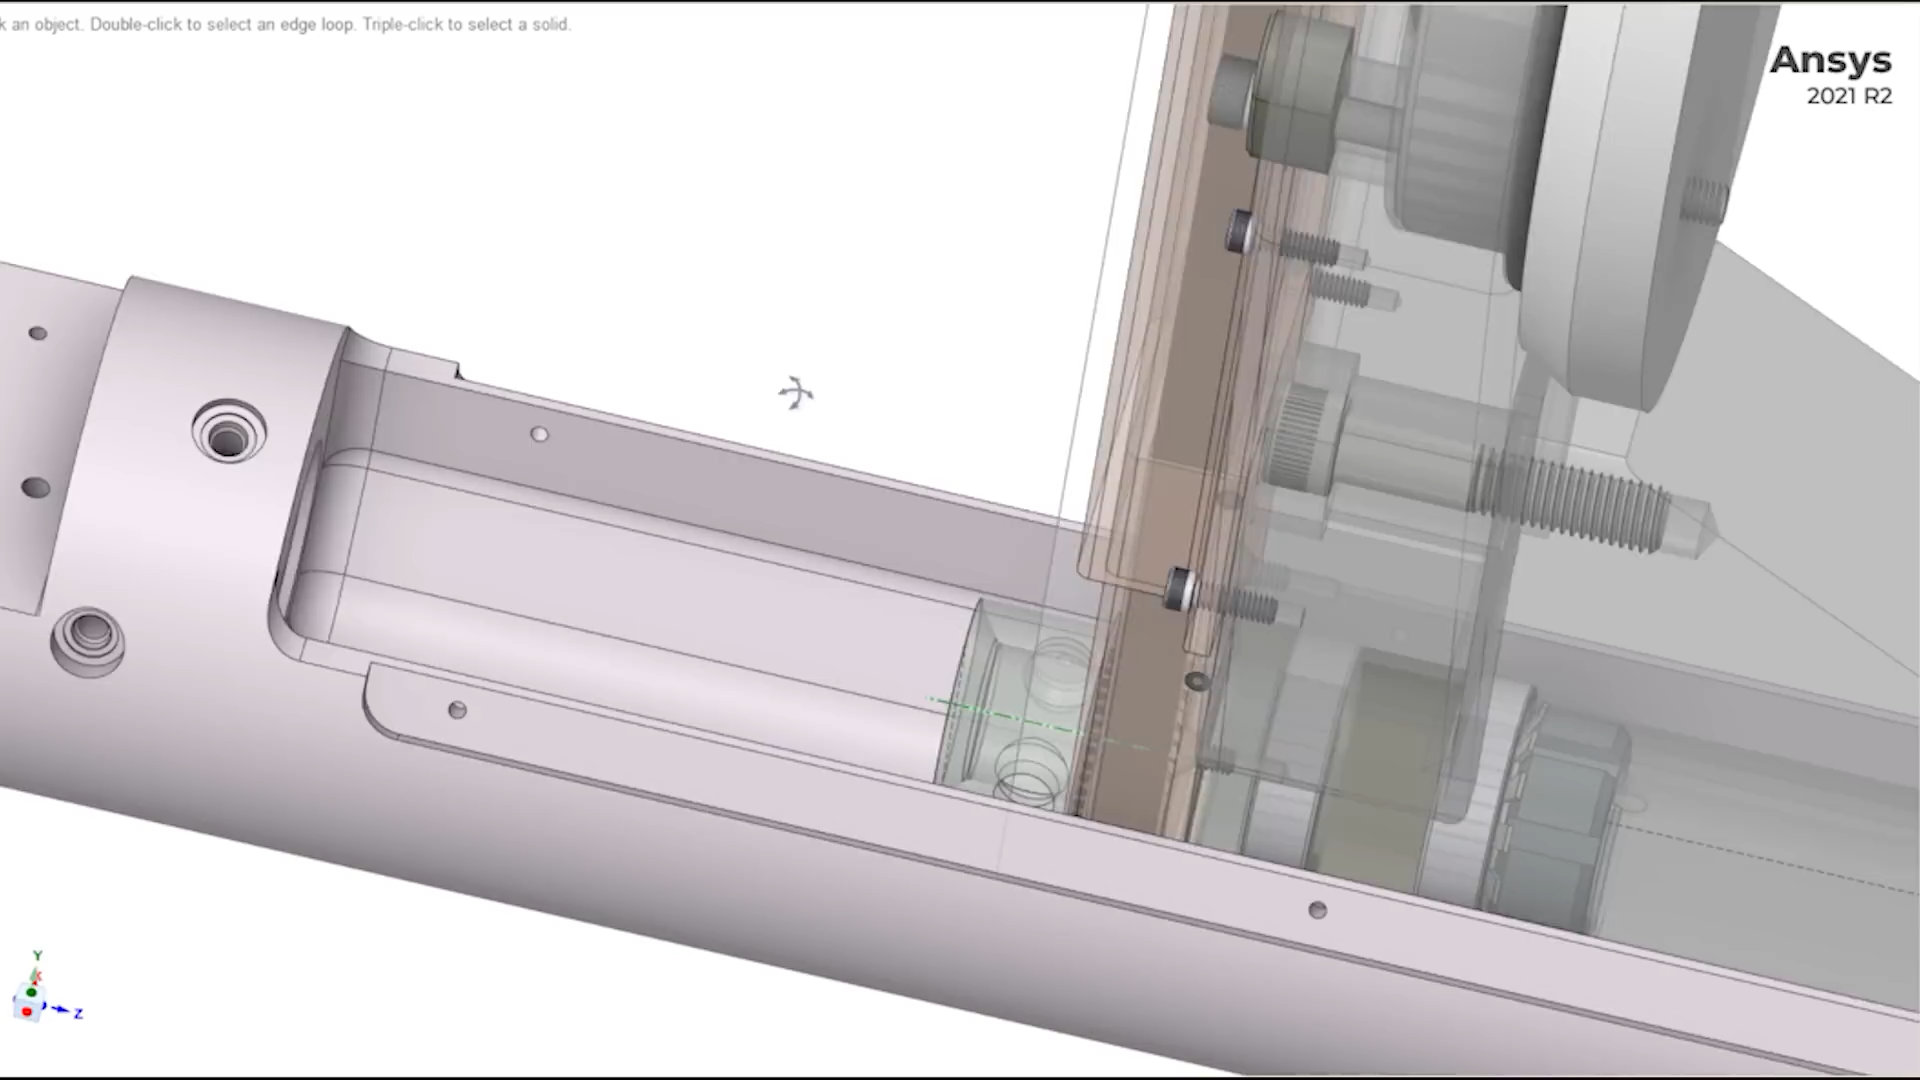 k an object. Double-click to select an edge loop. Triple-click to select a solid.
Ansys
2021 R2
Y
X
Z